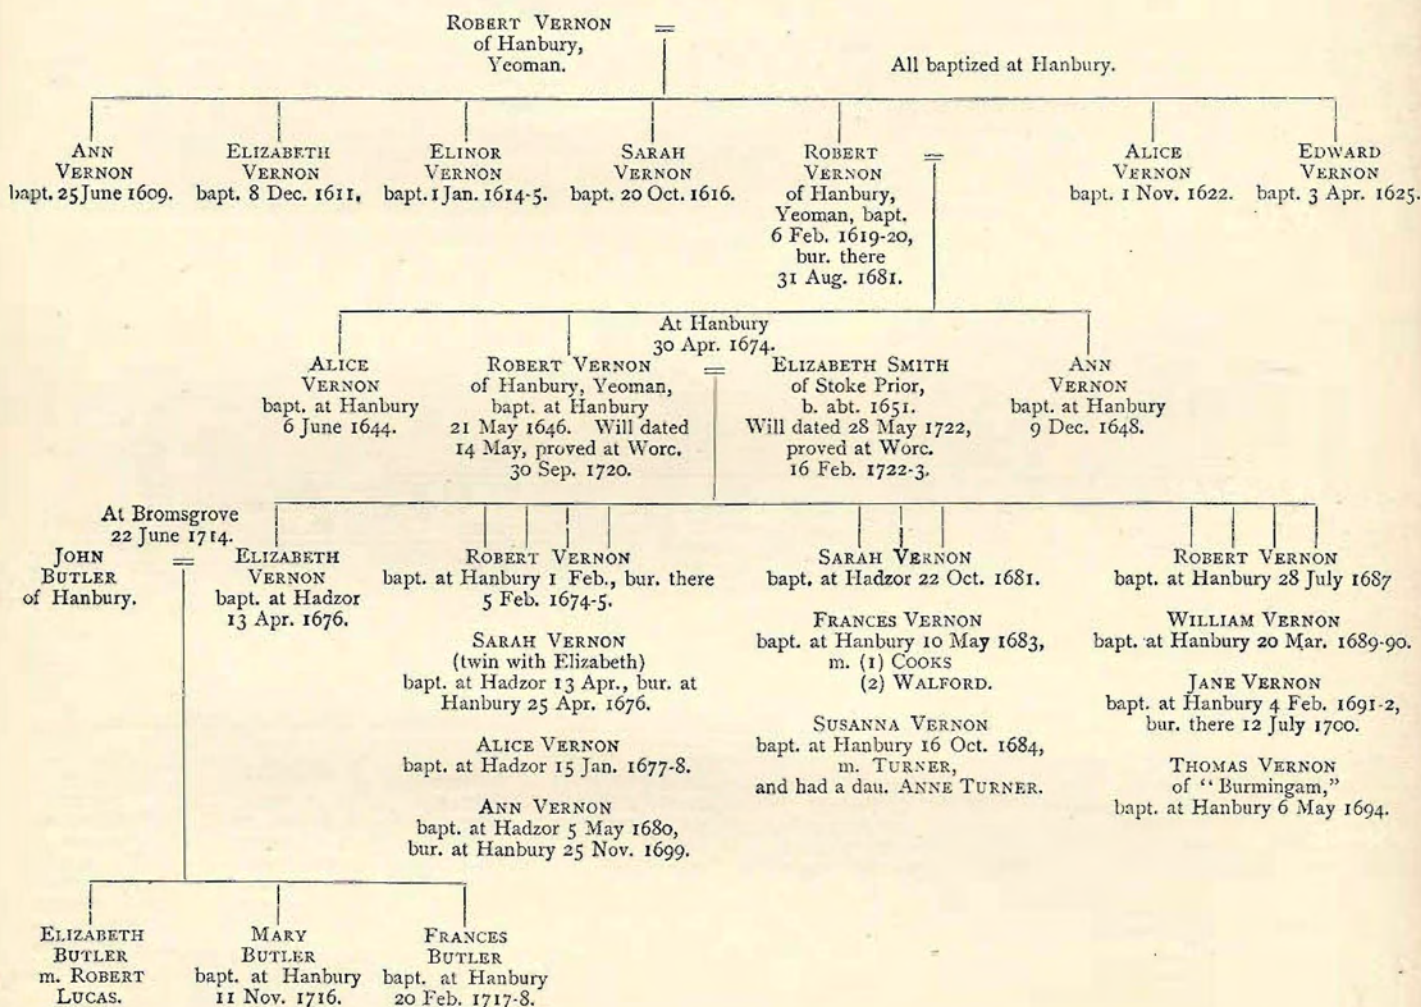 ROBERT VERNON
of Hanbury,
Yeoman.
All baptized at Hanbury.
ANN
VERNON
bapt. 25 June 1609.
ELIZABETH
VERNON
bapt. 8 Dec. 1611,
ELINOR
VERNON
bapt. 1 Jan. 1614-5.
SARAH
VERNON
bapt. 20 Oct. 1616.
ROBERT
VERNON
of Hanbury,
Yeoman, bapt.
6 Feb. 1619-20,
bur. there
31 Aug. 1681.
ALICE
VERNON
bapt. 1 Nov. 1622.
EDWARD
VERNON
bapt. 3 Apr. 1625.
ALICE
VERNON
bapt. at Hanbury
6 June 1644.
At Hanbury
30 Apr. 1674.
ROBERT VERNON
of Hanbury, Yeoman,
bapt. at Hanbury
21 May 1646. Will dated
14 May, proved at Worc.
30 Sep. 1720.
ELIZABETH SMITH
of Stoke Prior,
b. abt. 1651.
Will dated 28 May 1722,
proved at Worc.
16 Feb. 1722-3.
ANN
VERNON
bapt. at Hanbury
9 Dec. 1648.
At Bromsgrove
22 June 1714.
JOHN
BUTLER
of Hanbury.
ELIZABETH
VERNON
bapt. at Hadzor
13 Apr. 1676.
ROBERT VERNON
bapt. at Hanbury 1 Feb., bur. there
5 Feb. 1674-5.
SARAH VERNON
(twin with Elizabeth)
bapt. at Hadzor 13 Apr., bur. at
Hanbury 25 Apr. 1676.
ALICE VERNON
bapt. at Hadzor 15 Jan. 1677-8.
ANN VERNON
bapt. at Hadzor 5 May 1680,
bur. at Hanbury 25 Nov. 1699.
SARAH VERNON
bapt. at Hadzor 22 Oct. 1681.
FRANCES VERNON
bapt. at Hanbury 10 May 1683,
m. (1) COOKS
(2) WALFORD.
SUSANNA VERNON
bapt. at Hanbury 16 Oct. 1684,
m. TURNER,
and had a dau. ANNE TURNER.
ROBERT VERNON
bapt. at Hanbury 28 July 1687
WILLIAM VERNON
bapt. at Hanbury 20 Mar. 1689-90.
JANE VERNON
bapt. at Hanbury 4 Feb. 1691-2,
bur. there 12 July 1700.
THOMAS VERNON
of "Burmingam,"
bapt. at Hanbury 6 May 1694.
ELIZABETH
BUTLER
m. ROBERT
LUCAS.
MARY
BUTLER
bapt. at Hanbury
11 Nov. 1716.
FRANCES
BUTLER
bapt. at Hanbury
20 Feb. 1717-8.